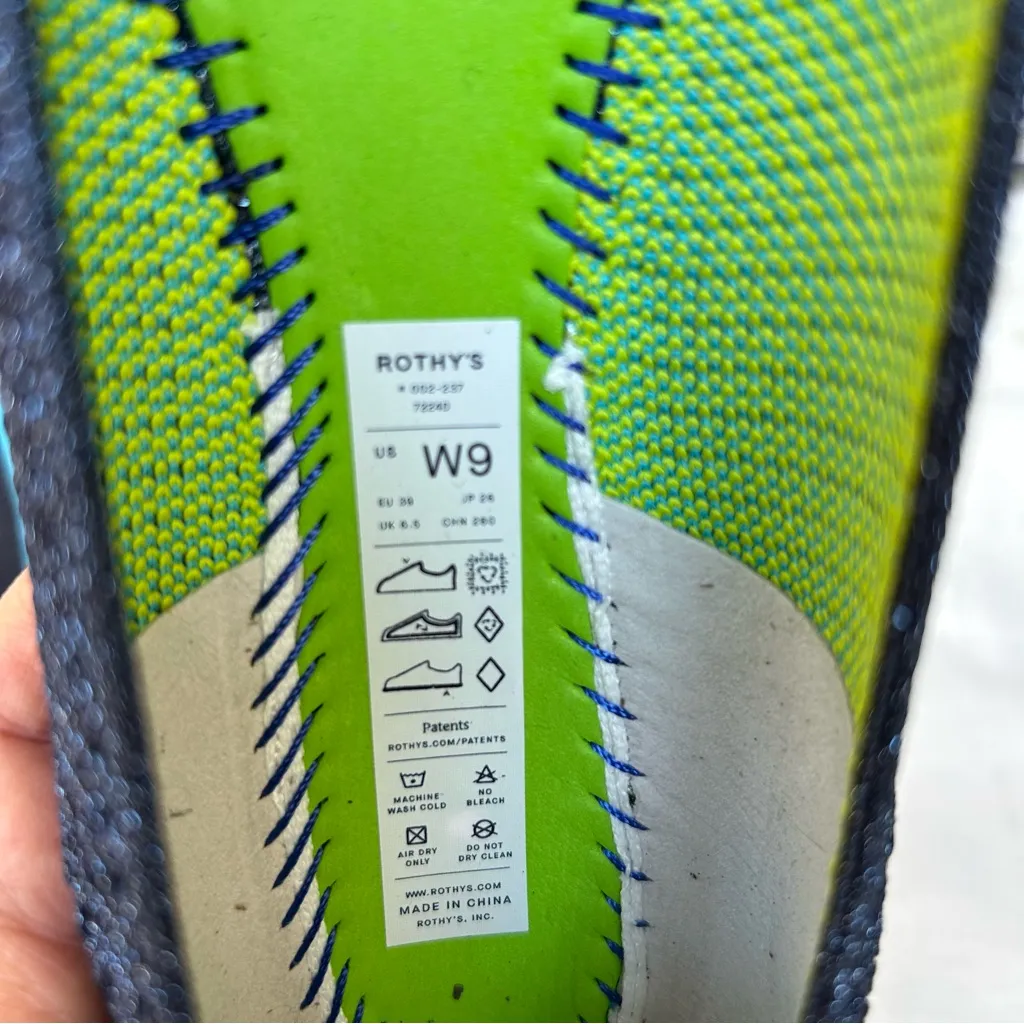 ROTHY'S
* 002-237
72240
US W9
EU 39 JP 26
UK 6.5 CHN 260
Patents
ROTHYS.COM/PATENTS
MACHINE WASH COLD
NO BLEACH
AIR DRY ONLY
DO NOT DRY CLEAN
WWW.ROTHYS.COM
MADE IN CHINA
ROTHY'S, INC.